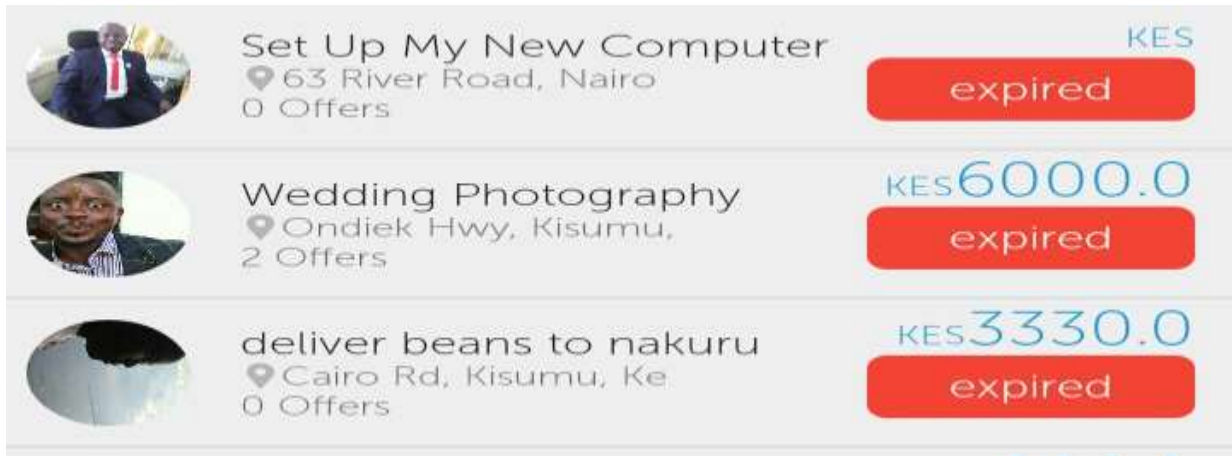 Set Up My New Computer
KES
63 River Road, Nairo
expired
0 Offers
Wedding Photography
KES6000.0
Ondiek Hwy, Kisumu,
expired
2 Offers
deliver beans to nakuru
KES3330.0
Cairo Rd, Kisumu, Ke
expired
0 Offers